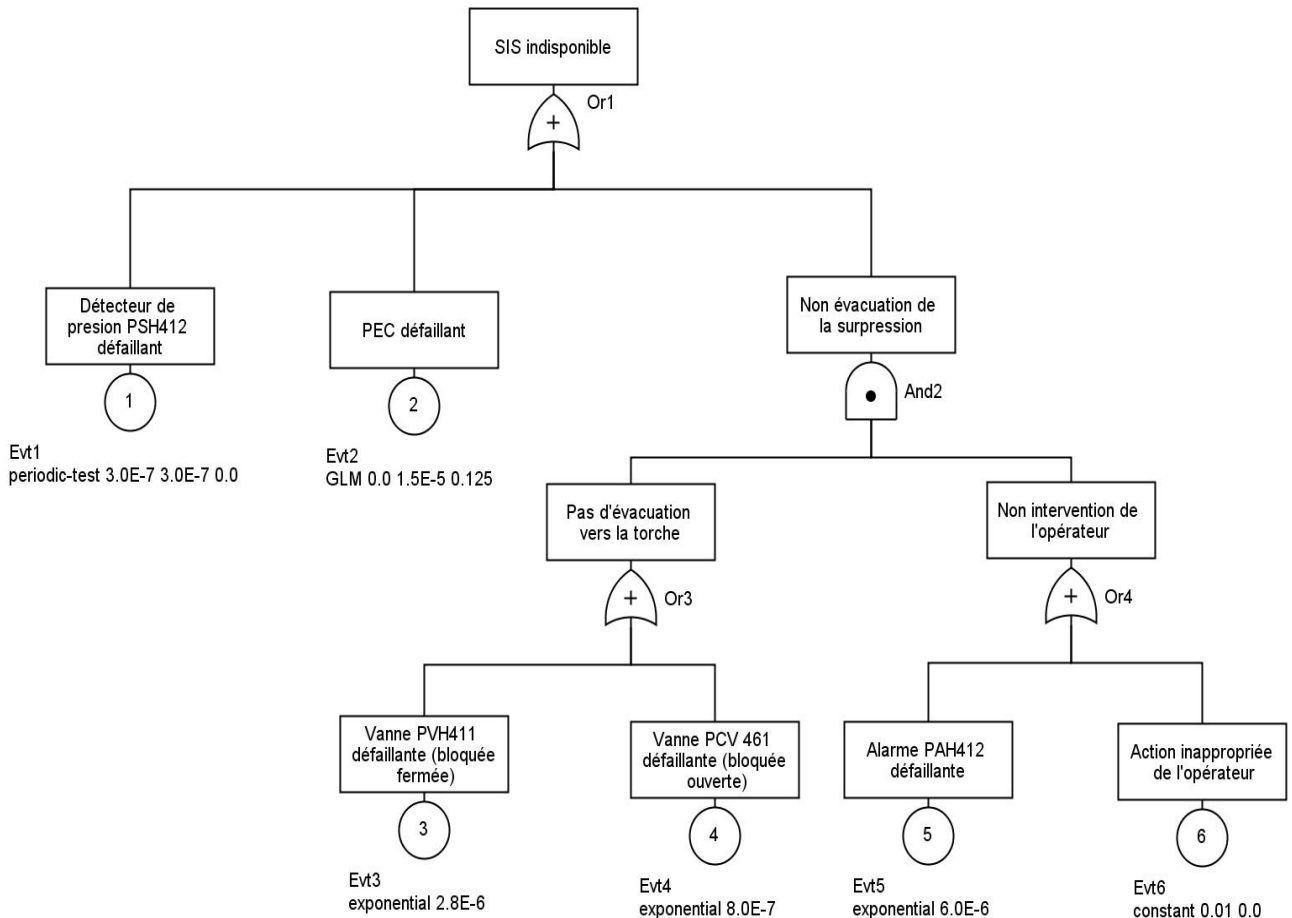 SIS indisponible
Or1
+
Détecteur de
presion PSH412
défaillant
PEC défaillant
Non évacuation de
la surpression
1
2
And2
Evt1
periodic-test 3.0E-7 3.0E-7 0.0
Evt2
GLM 0.0 1.5E-5 0.125
Pas d'évacuation
vers la torche
Non intervention de
l'opérateur
+
Or3
+
Or4
Vanne PVH411
défaillante (bloquée
fermée)
Vanne PCV 461
défaillante (bloquée
ouverte)
Alarme PAH412
défaillante
Action inappropriée
de l'opérateur
3
4
5
6
Evt3
exponential 2.8E-6
Evt4
exponential 8.0E-7
Evt5
exponential 6.0E-6
Evt6
constant 0.01 0.0